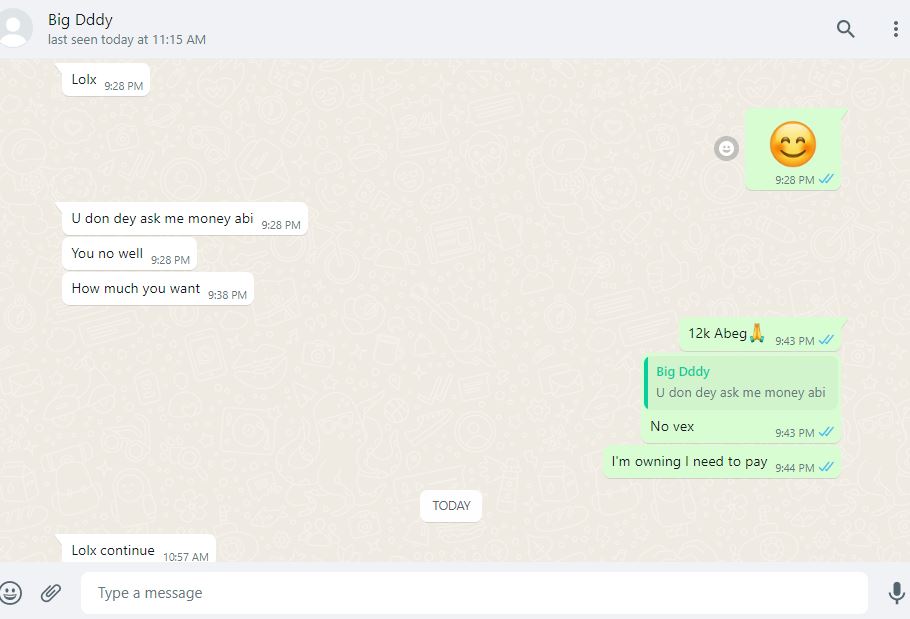 Big Dddy
last seen today at 11:15 AM
Lolx 9:28 PM
😊
9:28 PM
U don dey ask me money abi 9:28 PM
You no well 9:28 PM
How much you want 9:38 PM
12k Abeg🙏 9:43 PM
Big Dddy
U don dey ask me money abi
No vex 9:43 PM
I'm owning I need to pay 9:44 PM
TODAY
Lolx continue 10:57 AM
Type a message